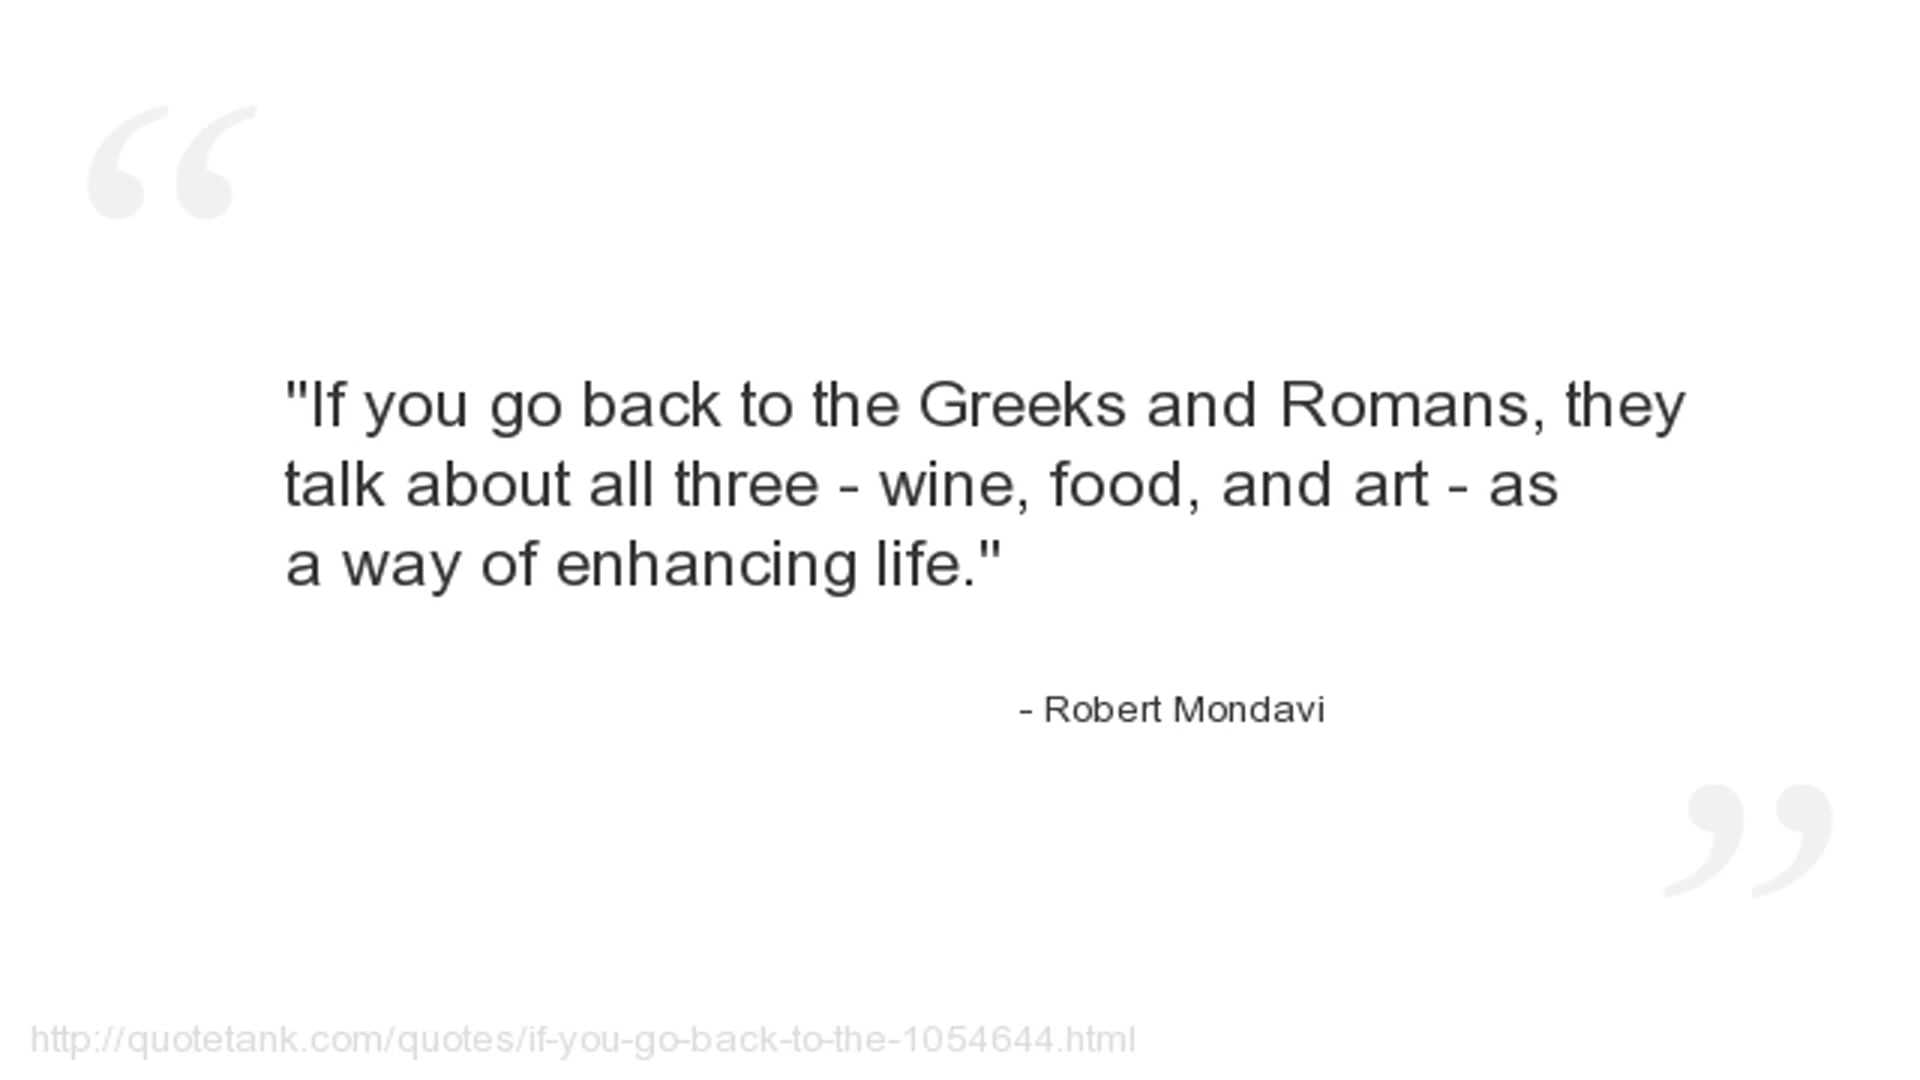 "If you go back to the Greeks and Romans, they
talk about all three - wine, food, and art - as
a way of enhancing life."
- Robert Mondavi
http://quotetank.com/quotes/if-you-go-back-to-the-1054644.html